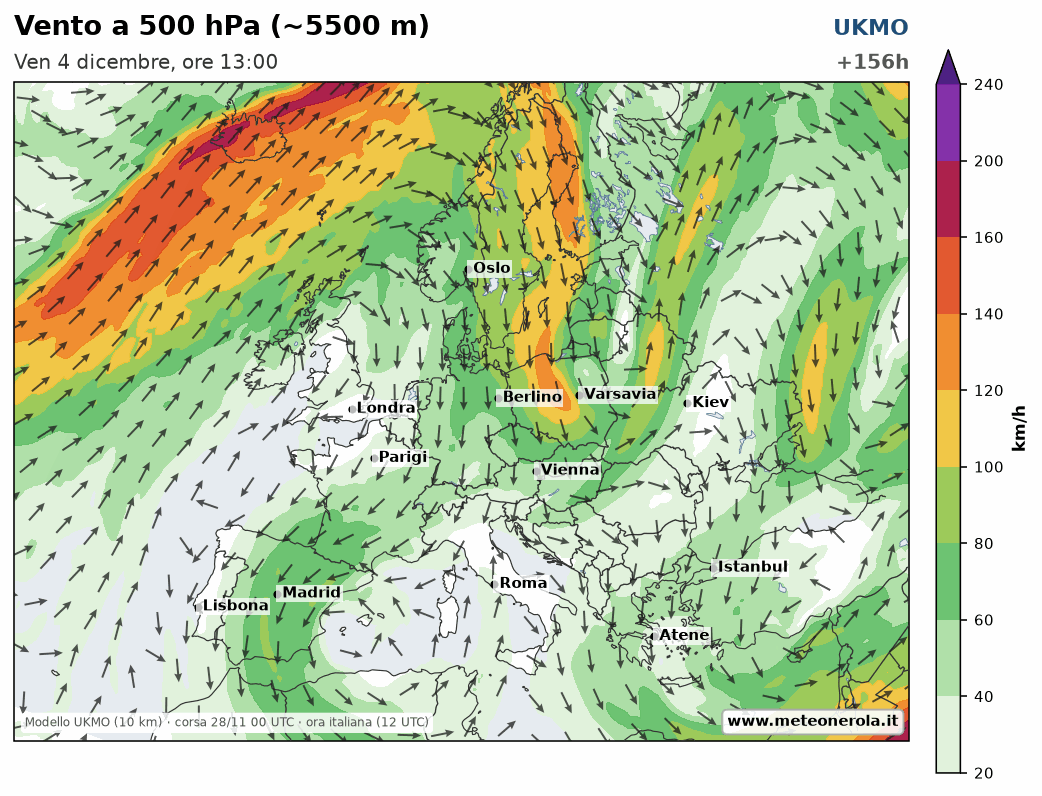 Vento a 500 hPa (~5500 m)
UKMO
Ven 4 dicembre, ore 13:00
+156h
240
200
160
140
120
100
80
60
40
20
km/h
Oslo
Berlino
Varsavia
Kiev
Londra
Parigi
Vienna
Istanbul
Roma
Madrid
Lisbona
Atene
Modello UKMO (10 km) · corsa 28/11 00 UTC · ora italiana (12 UTC)
www.meteonerola.it